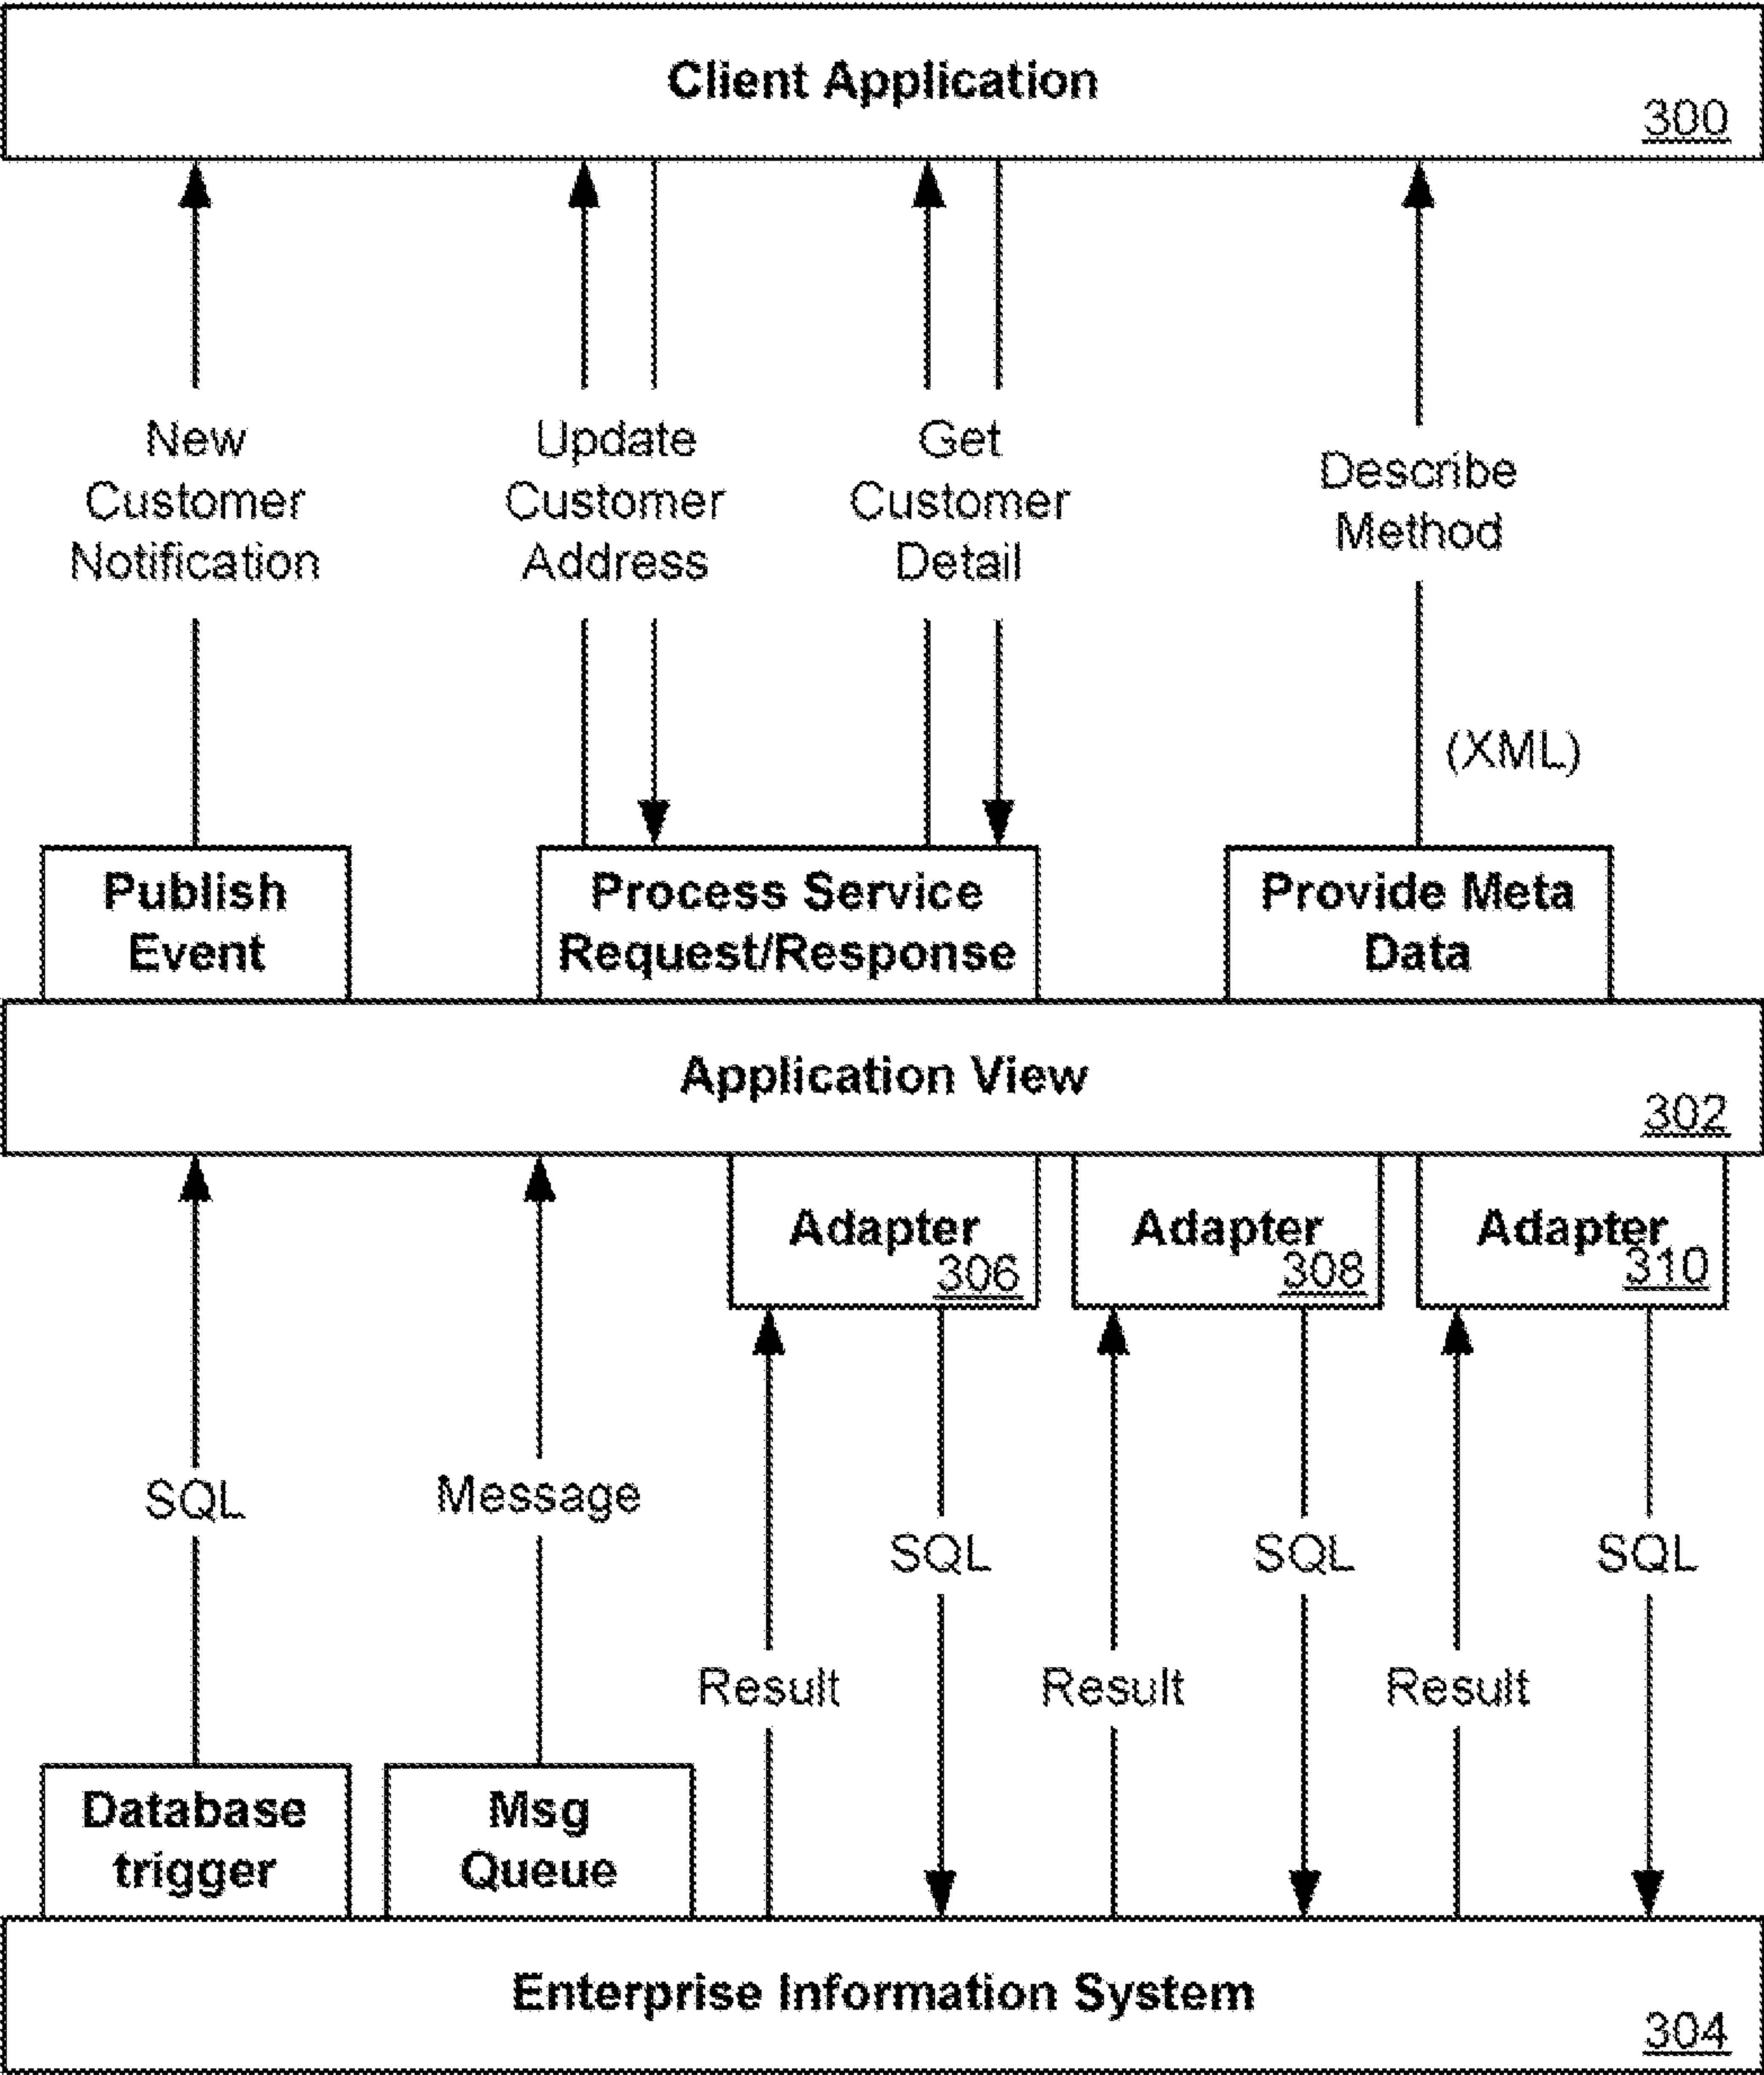 Client Application
300
New
Customer
Notification
Update
Customer
Address
Get
Customer
Detail
Describe
Method
(XML)
Publish
Event
Process Service
Request/Response
Provide Meta
Data
Application View
302
Adapter
306
Adapter
308
Adapter
310
SQL
Message
SQL
SQL
SQL
Result
Result
Result
Database
trigger
Msg
Queue
Enterprise Information System
304